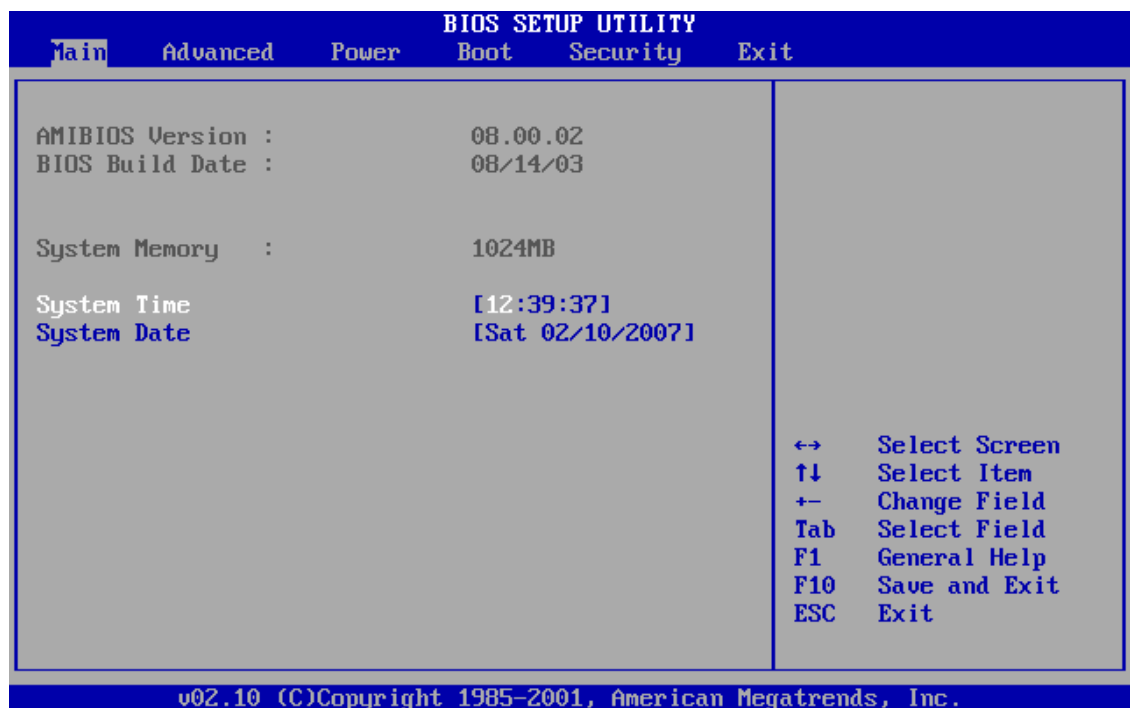 BIOS SETUP UTILITY
Main Advanced Power Boot Security Exit
AMIBIOS Version : 08.00.02
BIOS Build Date : 08/14/03
System Memory : 1024MB
System Time [12:39:37]
System Date [Sat 02/10/2007]
←→ Select Screen
↑↓ Select Item
+- Change Field
Tab Select Field
F1 General Help
F10 Save and Exit
ESC Exit
v02.10 (C)Copyright 1985-2001, American Megatrends, Inc.